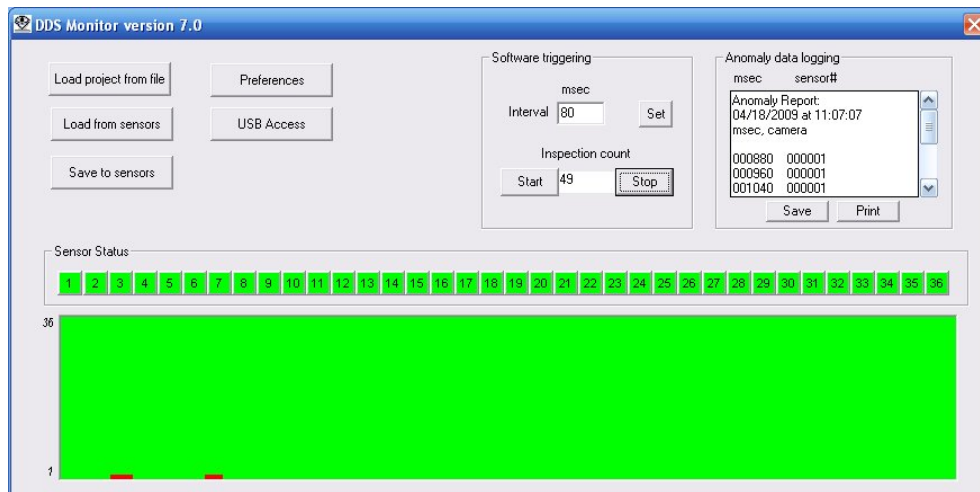 DDS Monitor version 7.0
Load project from file
Preferences
Load from sensors
USB Access
Save to sensors
Software triggering
msec
Interval 80 Set
Inspection count
Start 49 Stop
Anomaly data logging
msec sensor#
Anomaly Report:
04/18/2009 at 11:07:07
msec, camera
000880 000001
000960 000001
001040 000001
Save Print
Sensor Status
1 2 3 4 5 6 7 8 9 10 11 12 13 14 15 16 17 18 19 20 21 22 23 24 25 26 27 28 29 30 31 32 33 34 35 36
36
1